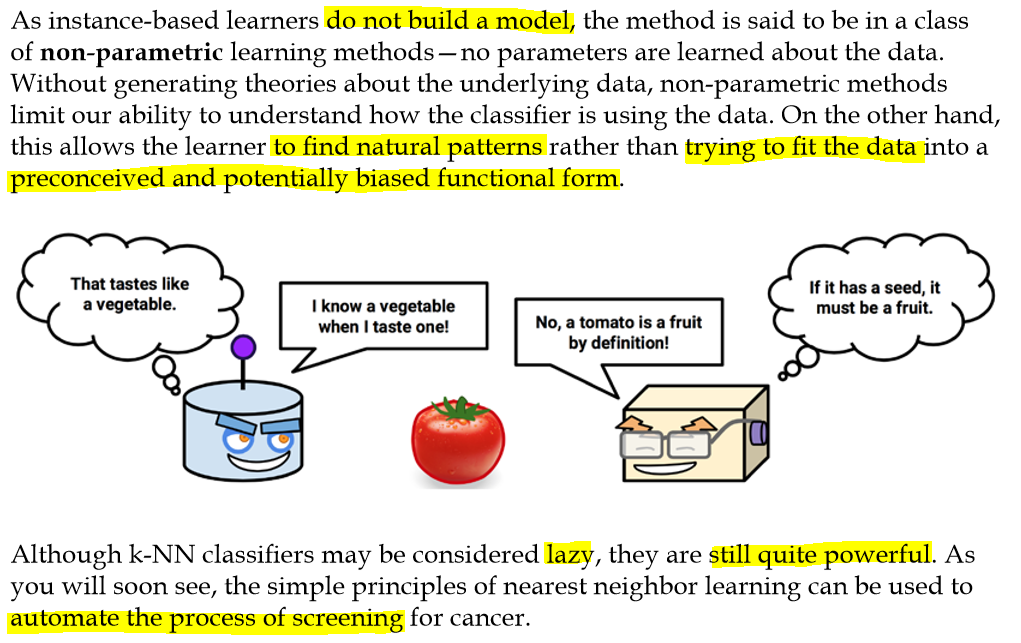 As instance-based learners do not build a model, the method is said to be in a class
of non-parametric learning methods—no parameters are learned about the data.
Without generating theories about the underlying data, non-parametric methods
limit our ability to understand how the classifier is using the data. On the other hand,
this allows the learner to find natural patterns rather than trying to fit the data into a
preconceived and potentially biased functional form.
That tastes like
a vegetable.
I know a vegetable
when I taste one!
No, a tomato is a fruit
by definition!
If it has a seed, it
must be a fruit.
Although k-NN classifiers may be considered lazy, they are still quite powerful. As
you will soon see, the simple principles of nearest neighbor learning can be used to
automate the process of screening for cancer.